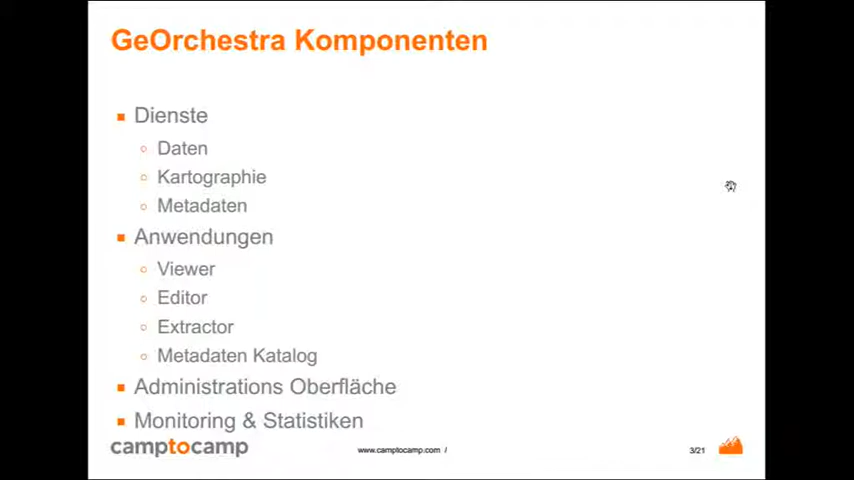 GeOrchestra Komponenten
Dienste
Daten
Kartographie
Metadaten
Anwendungen
Viewer
Editor
Extractor
Metadaten Katalog
Administrations Oberfläche
Monitoring & Statistiken
camptocamp
www.camptocamp.com /
3/21